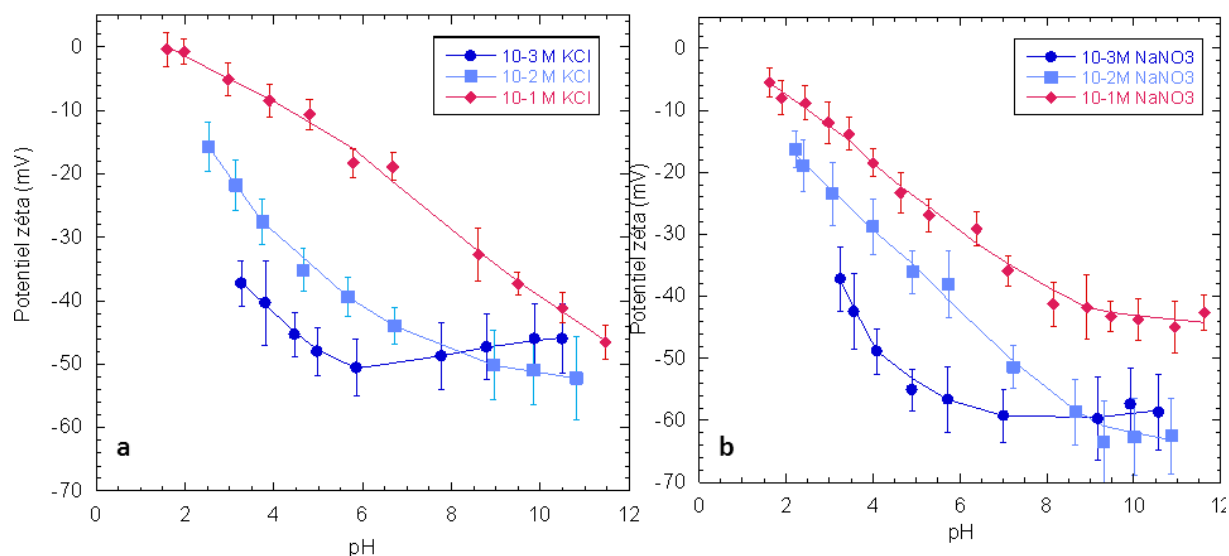 10-3 M KCl
10-2 M KCl
10-1 M KCl
0
-10
-20
-30
-40
-50
-60
-70
Potentiel zéta (mV)
a
0
2
4
6
8
10
12
pH
10-3M NaNO3
10-2M NaNO3
10-1M NaNO3
0
-10
-20
-30
-40
-50
-60
-70
Potentiel zéta (mV)
b
0
2
4
6
8
10
12
pH